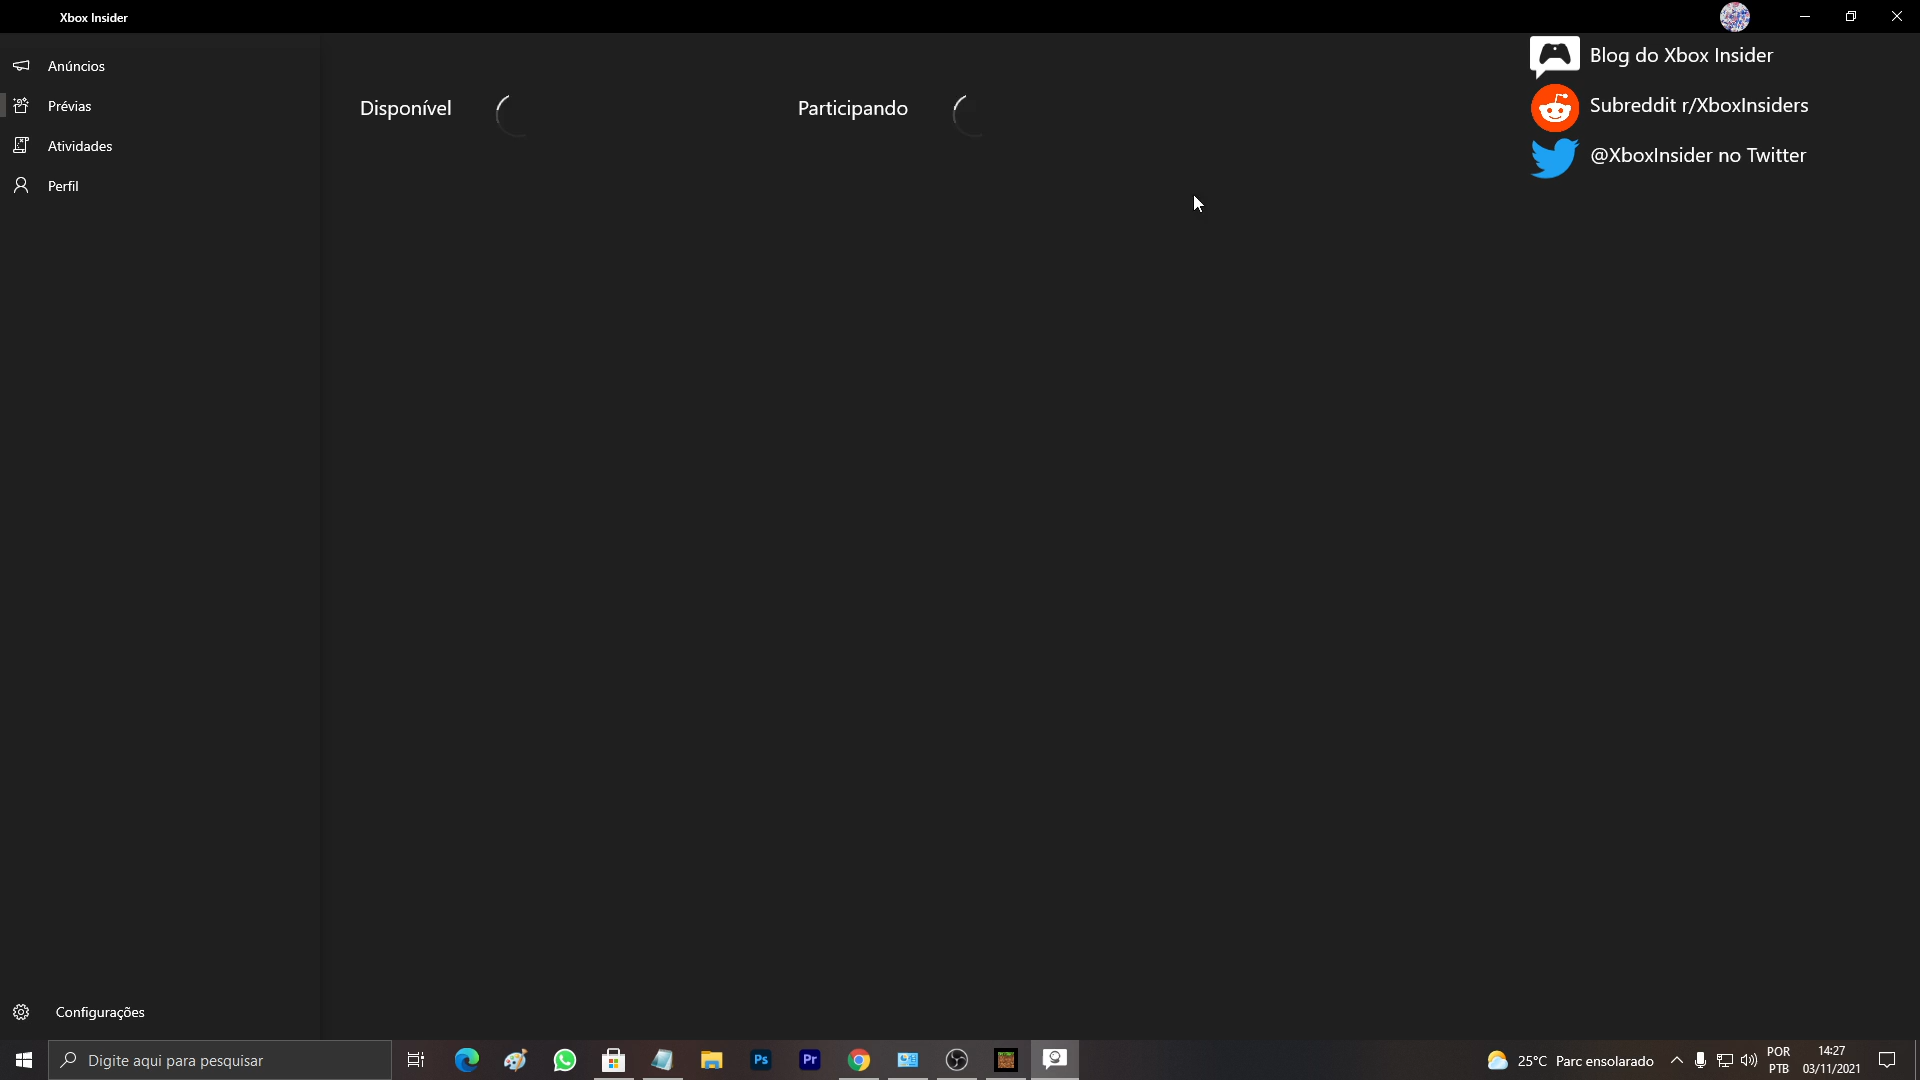 Xbox Insider
Anúncios
Prévias
Atividades
Perfil
Disponível
Participando
Blog do Xbox Insider
Subreddit r/XboxInsiders
@XboxInsider no Twitter
Configurações
Digite aqui para pesquisar
Ps
Pr
25°C Parc ensolarado
POR
PTB
14:27
03/11/2021